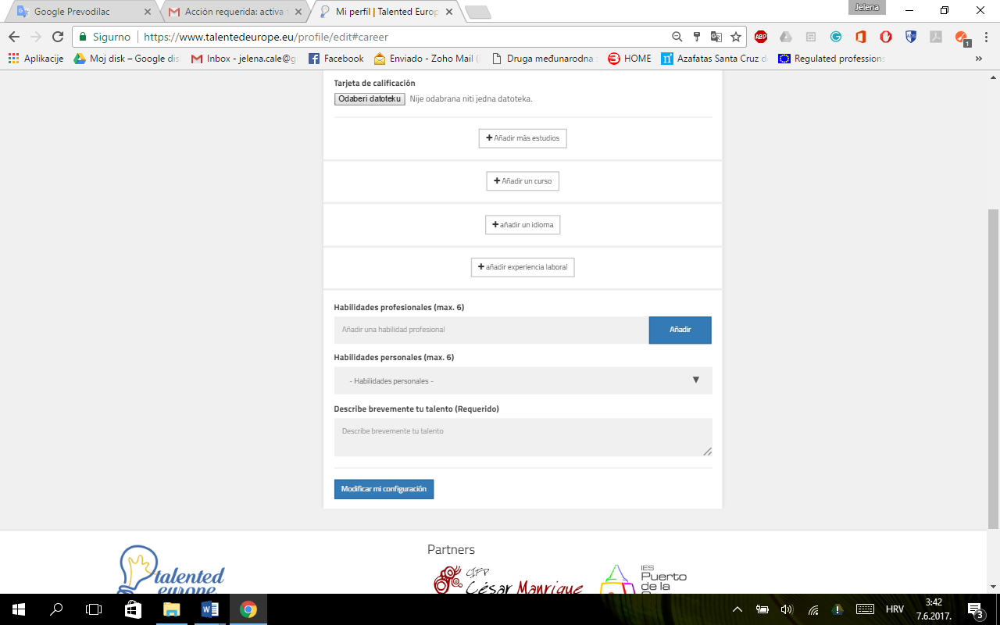 Google Prevodilac
Acción requerida: activa
Mi perfil | Talented Europ
Jelena
Sigurno
https://www.talentedeurope.eu/profile/edit#career
ABP
1
Aplikacije
Moj disk – Google dis
Inbox - jelena.cale@g
Facebook
Enviado - Zoho Mail (
Druga međunarodna
HOME
Azafatas Santa Cruz d
Regulated profession
»
Tarjeta de calificación
Odaberi datoteku Nije odabrana niti jedna datoteka.
+ Añadir más estudios
+ Añadir un curso
+ añadir un idioma
+ añadir experiencia laboral
Habilidades profesionales (max. 6)
Añadir una habilidad profesional
Añadir
Habilidades personales (max. 6)
- Habilidades personales -
Describe brevemente tu talento (Requerido)
Describe brevemente tu talento
Modificar mi configuración
talented
europe
Partners
CIFP
César Manrique
IES
Puerto
de la
HRV
3:42
7.6.2017.
3